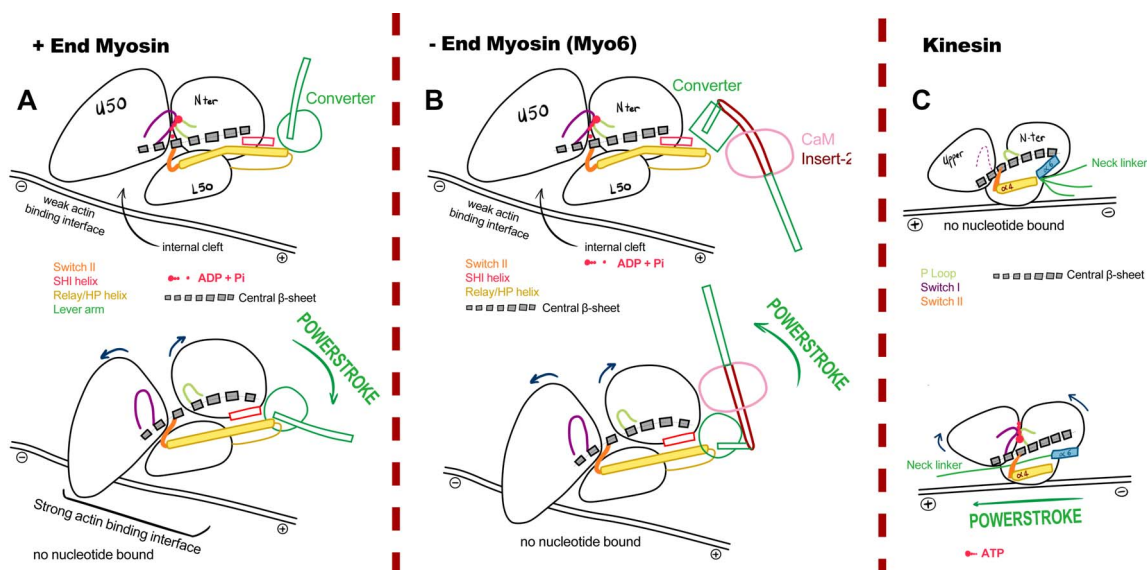 + End Myosin
A
U50
N ter
Converter
L50
⊖
weak actin
binding interface
internal cleft
⊕
Switch II
SHI helix
Relay/HP helix
Lever arm
ADP + Pi
Central β-sheet
POWERSTROKE
⊖
Strong actin binding interface
⊕
no nucleotide bound
- End Myosin (Myo6)
B
U50
N ter
Converter
CaM
Insert-2
L50
⊖
weak actin
binding interface
internal cleft
⊕
Switch II
SHI helix
Relay/HP helix
ADP + Pi
Central β-sheet
POWERSTROKE
⊖
⊕
no nucleotide bound
Kinesin
C
Upper
N-ter
α6
α4
Neck linker
⊕
⊖
no nucleotide bound
P Loop
Switch I
Switch II
Central β-sheet
Neck linker
α6
α4
⊕
⊖
POWERSTROKE
ATP